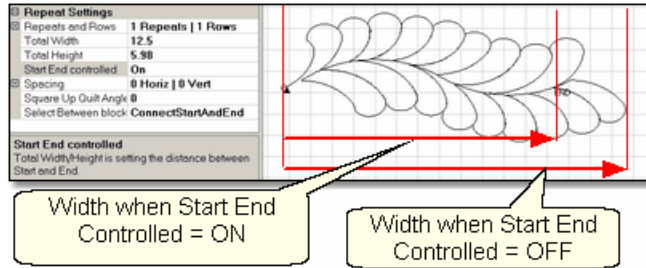 Repeat Settings
Repeats and Rows 1 Repeats | 1 Rows
Total Width 12.5
Total Height 5.98
Start End controlled On
Spacing 0 Horiz | 0 Vert
Square Up Quilt Angle 0
Select Between block ConnectStartAndEnd
Start End controlled
Total Width/Height is setting the distance between
Start and End.
END
Width when Start End
Controlled = ON
Width when Start End
Controlled = OFF